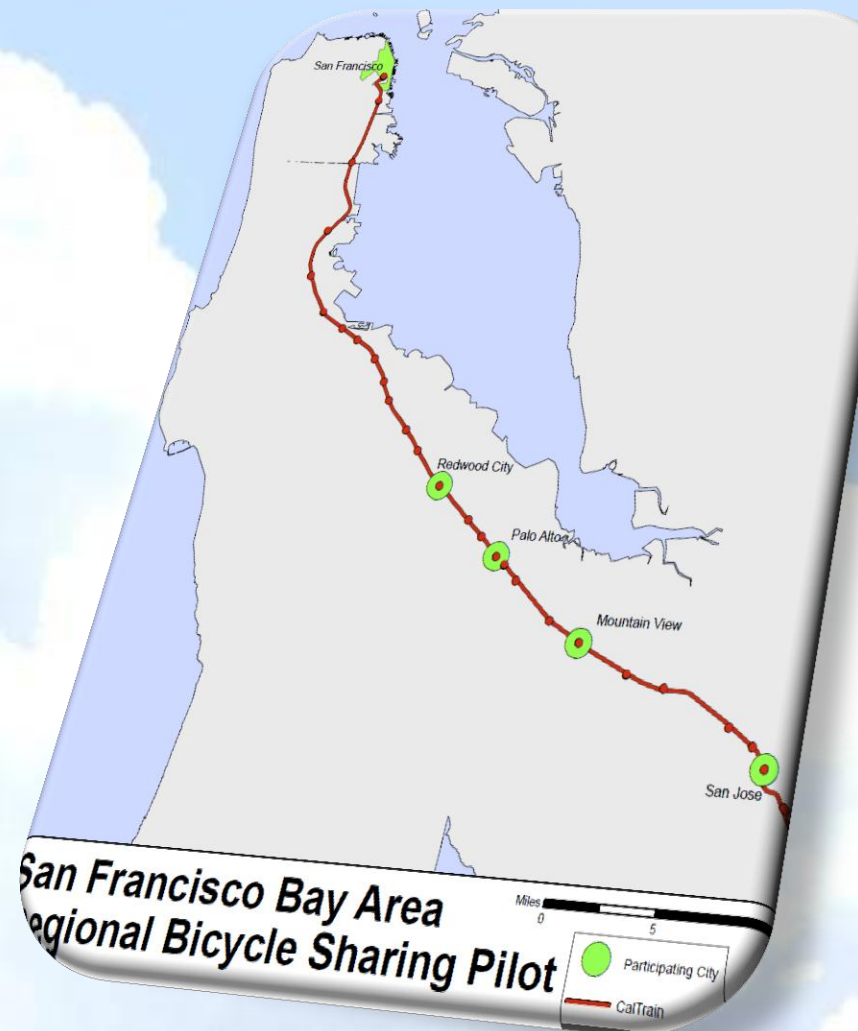 San Francisco
Redwood City
Palo Alto
Mountain View
San Jose
San Francisco Bay Area
egional Bicycle Sharing Pilot
Miles
0
5
Participating City
CalTrain